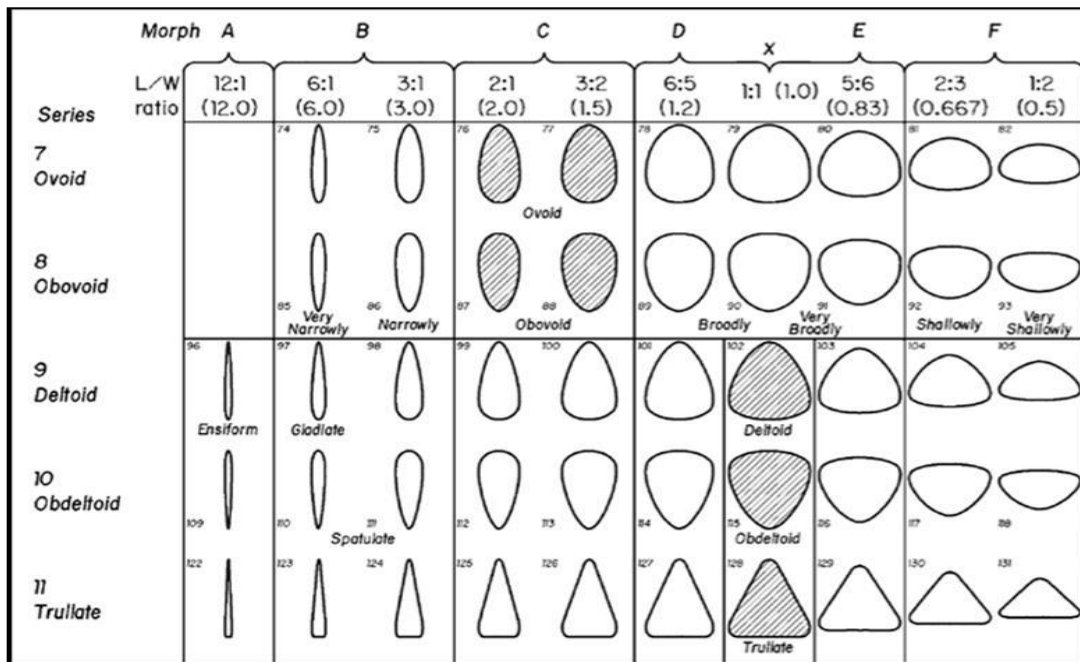 Morph A B C D X E F
L/W ratio 12:1 (12.0) 6:1 (6.0) 3:1 (3.0) 2:1 (2.0) 3:2 (1.5) 6:5 (1.2) 1:1 (1.0) 5:6 (0.83) 2:3 (0.667) 1:2 (0.5)
Series
74 75 76 77 78 79 80 81 82
7 Ovoid
Ovoid
8 Obovoid
85 86 87 88 89 90 91 92 93
Very Narrowly Narrowly Obovoid Broadly Very Broadly Shallowly Very Shallowly
96 97 98 99 100 101 102 103 104 105
9 Deltoid
Ensiform Gladiate Deltoid
10 Obdeltoid
109 110 111 112 113 114 115 116 117 118
Spatulate Obdeltoid
122 123 124 125 126 127 128 129 130 131
11 Trullate
Trullate